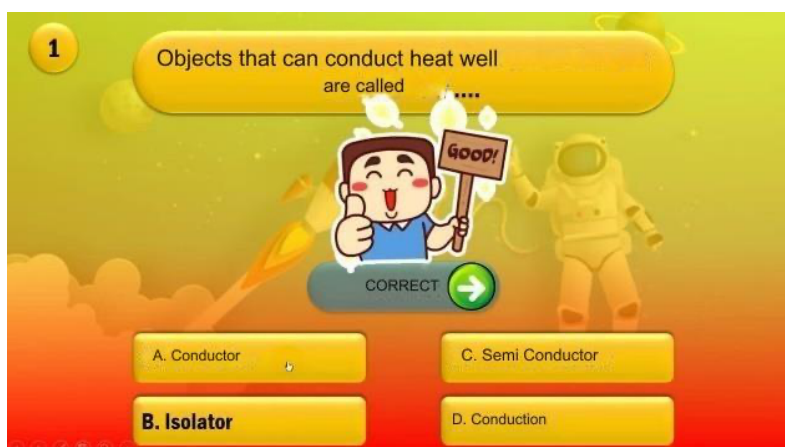 1
Objects that can conduct heat well
are called ....
GOOD!
CORRECT
A. Conductor
C. Semi Conductor
B. Isolator
D. Conduction